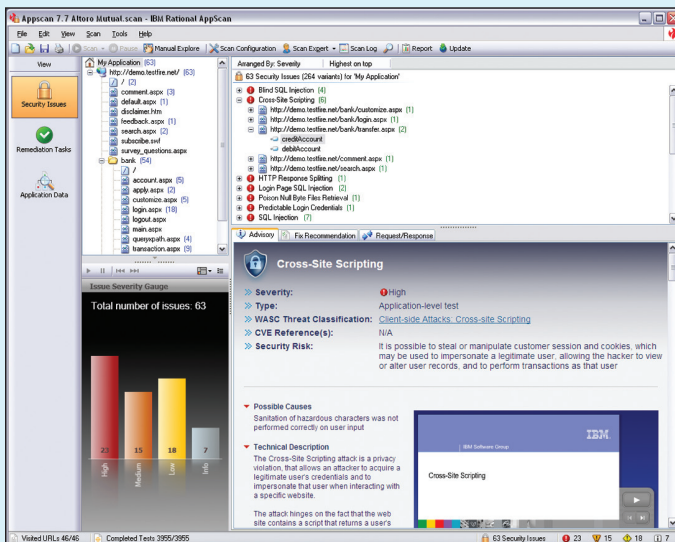 Appscan 7.7 Altoro Mutual.scan - IBM Rational AppScan
File Edit View Scan Tools Help
Scan Pause Manual Explore Scan Configuration Scan Expert Scan Log Report Update
View
Security Issues
Remediation Tasks
Application Data
My Application (63)
http://demo.testfire.net/ (63)
/ (2)
comment.aspx (3)
default.aspx (1)
disclaimer.htm
feedback.aspx (1)
search.aspx (2)
subscribe.swf
survey_questions.aspx
bank (54)
/
account.aspx (5)
apply.aspx (2)
customize.aspx (5)
login.aspx (18)
logout.aspx
main.aspx
queryxpath.aspx (4)
transaction.aspx (9)
Issue Severity Gauge
Total number of issues: 63
23 15 18 7
High Medium Low Info
Arranged By: Severity Highest on top
63 Security Issues (264 variants) for 'My Application'
Blind SQL Injection (4)
Cross-Site Scripting (6)
http://demo.testfire.net/bank/customize.aspx (1)
http://demo.testfire.net/bank/login.aspx (1)
http://demo.testfire.net/bank/transfer.aspx (2)
creditAccount
debitAccount
http://demo.testfire.net/comment.aspx (1)
http://demo.testfire.net/search.aspx (1)
HTTP Response Splitting (1)
Login Page SQL Injection (2)
Poison Null Byte Files Retrieval (1)
Predictable Login Credentials (1)
SQL Injection (7)
Advisory Fix Recommendation Request/Response
Cross-Site Scripting
Severity: High
Type: Application-level test
WASC Threat Classification: Client-side Attacks: Cross-site Scripting
CVE Reference(s): N/A
Security Risk: It is possible to steal or manipulate customer session and cookies, which
may be used to impersonate a legitimate user, allowing the hacker to view
or alter user records, and to perform transactions as that user
Possible Causes
Sanitation of hazardous characters was not
performed correctly on user input
Technical Description
The Cross-Site Scripting attack is a privacy
violation, that allows an attacker to acquire a
legitimate user's credentials and to
impersonate that user when interacting with
a specific website.
The attack hinges on the fact that the web
site contains a script that returns a user's
IBM Software Group
IBM
Cross-Site Scripting
Visited URLs 46/46 Completed Tests 3955/3955 63 Security Issues 23 15 18 7